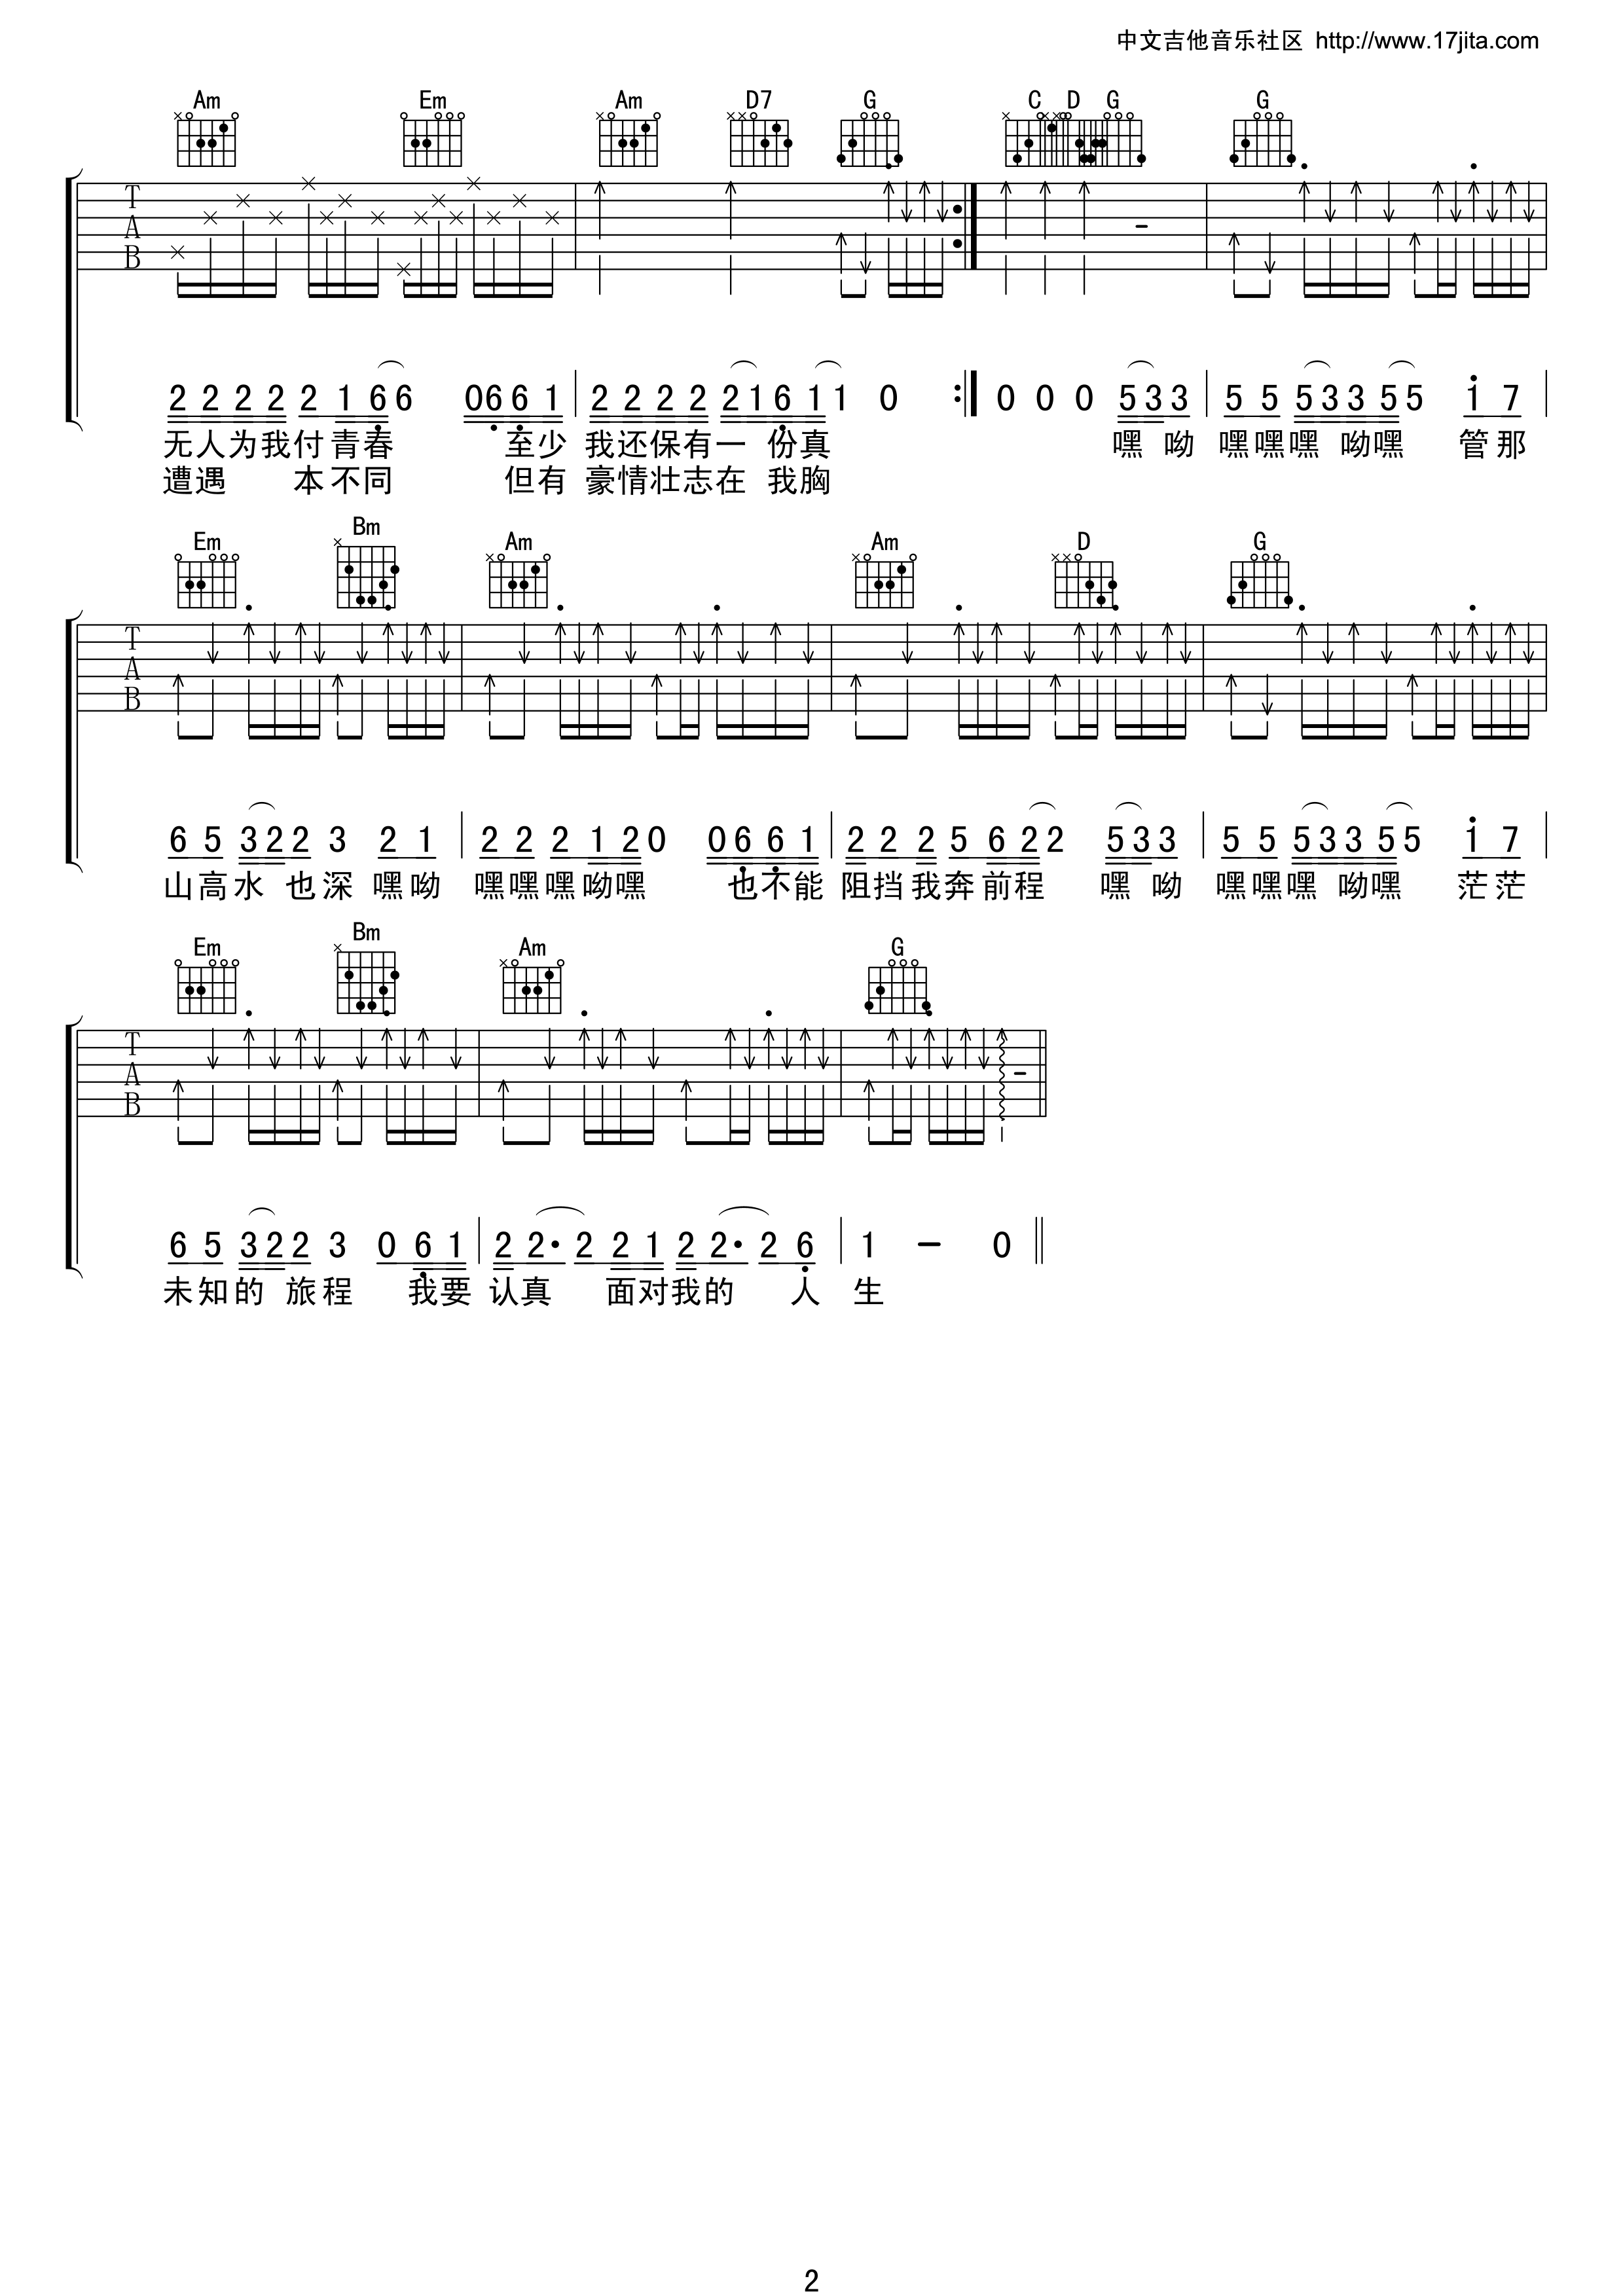 中文吉他音乐社区 http://www.17jita.com
Am Em Am D7 G C D G G
T
A
B
2 2 2 2 2 1 6 6 0 6 6 1 2 2 2 2 2 1 6 1 1 0 0 0 0 5 3 3 5 5 5 3 3 5 5 1 7
无人为我付青春 至少 我还保有一 份真 嘿 呦 嘿嘿嘿 呦嘿 管那
遭遇 本不同 但有 豪情壮志在 我胸
Em Bm Am Am D G
T
A
B
6 5 3 2 2 3 2 1 2 2 2 1 2 0 0 6 6 1 2 2 2 5 6 2 2 5 3 3 5 5 5 3 3 5 5 1 7
山高水 也深 嘿呦 嘿嘿嘿呦嘿 也不能 阻挡我奔前程 嘿 呦 嘿嘿嘿 呦嘿 茫茫
Em Bm Am G
T
A
B
6 5 3 2 2 3 0 6 1 2 2· 2 2 1 2 2· 2 6 1 － 0
未知的 旅程 我要 认真 面对我的 人 生
2